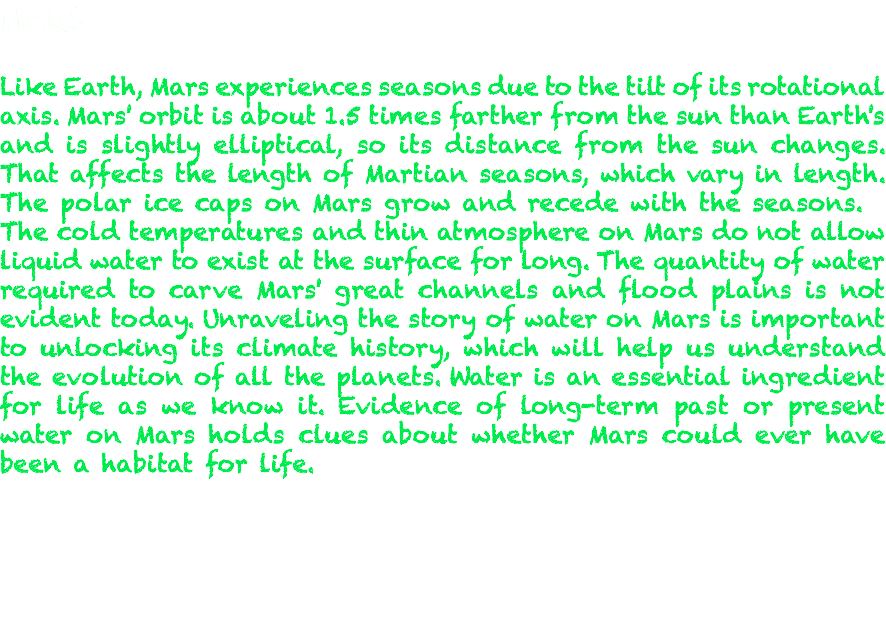 Like Earth, Mars experiences seasons due to the tilt of its rotational
axis. Mars' orbit is about 1.5 times farther from the sun than Earth's
and is slightly elliptical, so its distance from the sun changes.
That affects the length of Martian seasons, which vary in length.
The polar ice caps on Mars grow and recede with the seasons.
The cold temperatures and thin atmosphere on Mars do not allow
liquid water to exist at the surface for long. The quantity of water
required to carve Mars' great channels and flood plains is not
evident today. Unraveling the story of water on Mars is important
to unlocking its climate history, which will help us understand
the evolution of all the planets. Water is an essential ingredient
for life as we know it. Evidence of long-term past or present
water on Mars holds clues about whether Mars could ever have
been a habitat for life.